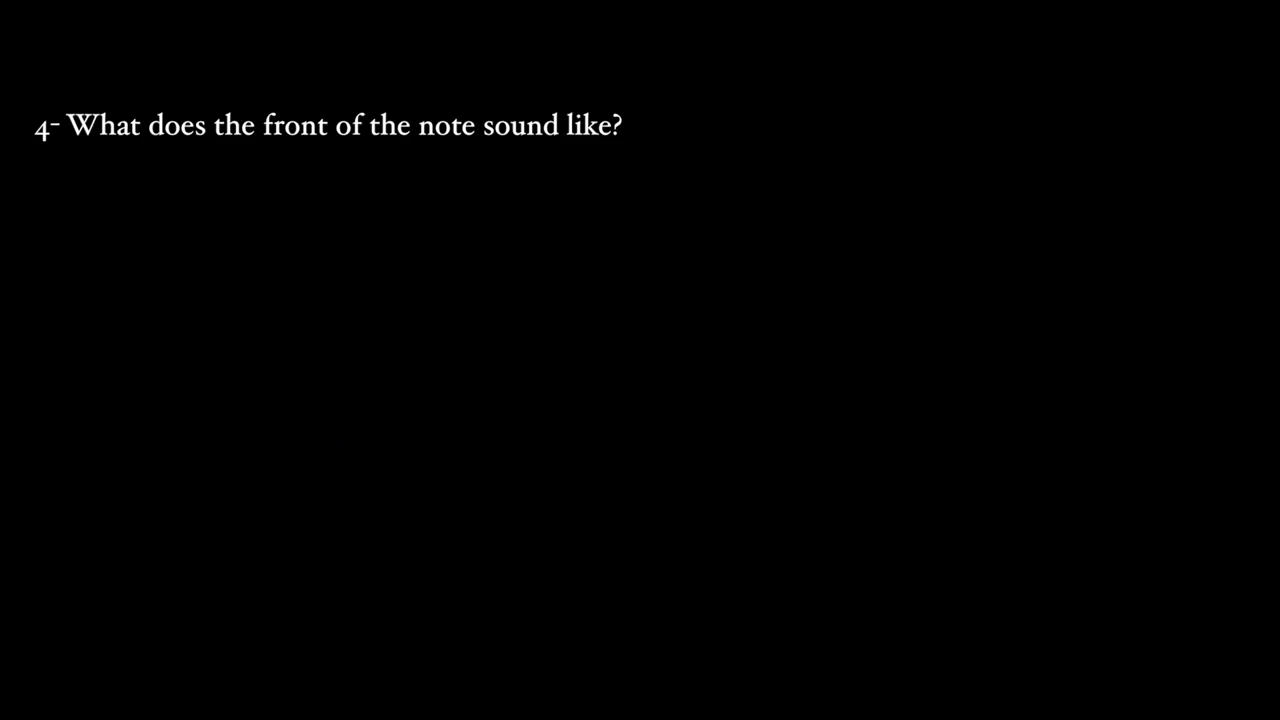 4- What does the front of the note sound like?